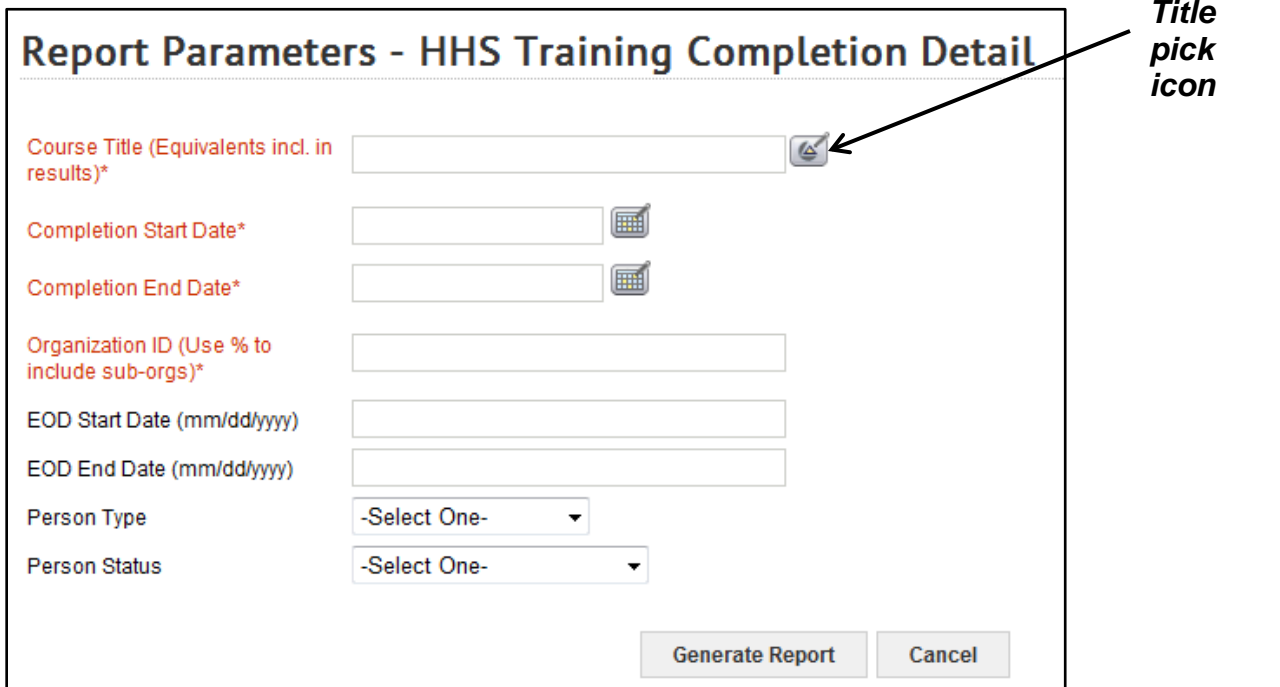 Title
pick
icon
Report Parameters - HHS Training Completion Detail
Course Title (Equivalents incl. in
results)*
Completion Start Date*
Completion End Date*
Organization ID (Use % to
include sub-orgs)*
EOD Start Date (mm/dd/yyyy)
EOD End Date (mm/dd/yyyy)
Person Type
-Select One-
Person Status
-Select One-
Generate Report
Cancel